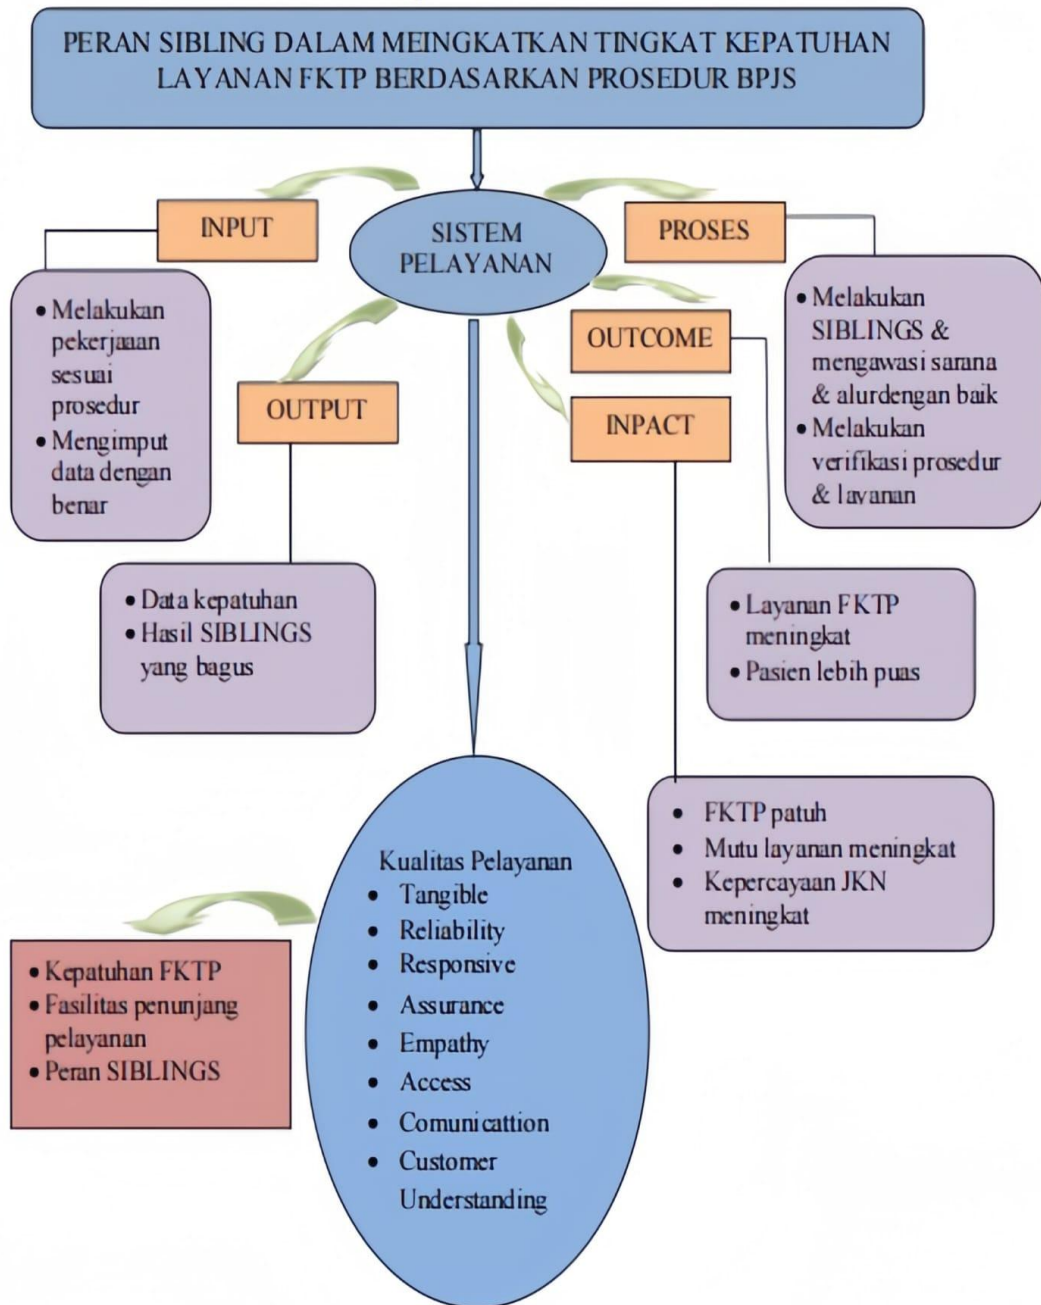 PERAN SIBLING DALAM MEINGKATKAN TINGKAT KEPATUHAN
LAYANAN FKTP BERDASARKAN PROSEDUR BPJS
SISTEM
PELAYANAN
INPUT
• Melakukan
pekerjaaan
sesuai
prosedur
• Mengimput
data dengan
benar
PROSES
• Melakukan
SIBLINGS &
mengawasi sarana
& alurdengan baik
• Melakukan
verifikasi prosedur
& layanan
OUTPUT
• Data kepatuhan
• Hasil SIBLINGS
yang bagus
OUTCOME
• Layanan FKTP
meningkat
• Pasien lebih puas
INPACT
• FKTP patuh
• Mutu layanan meningkat
• Kepercayaan JKN
meningkat
Kualitas Pelayanan
• Tangible
• Reliability
• Responsive
• Assurance
• Empathy
• Access
• Comunicattion
• Customer
Understanding
• Kepatuhan FKTP
• Fasilitas penunjang
pelayanan
• Peran SIBLINGS